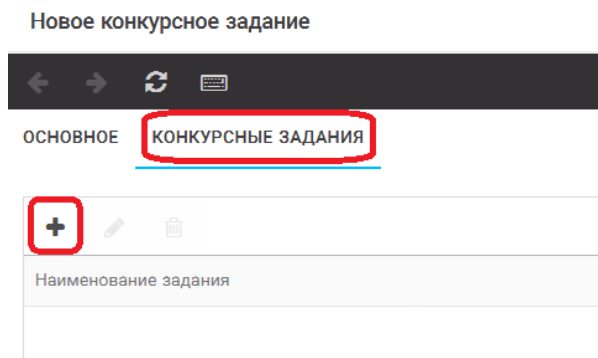 Новое конкурсное задание
ОСНОВНОЕ КОНКУРСНЫЕ ЗАДАНИЯ
Наименование задания